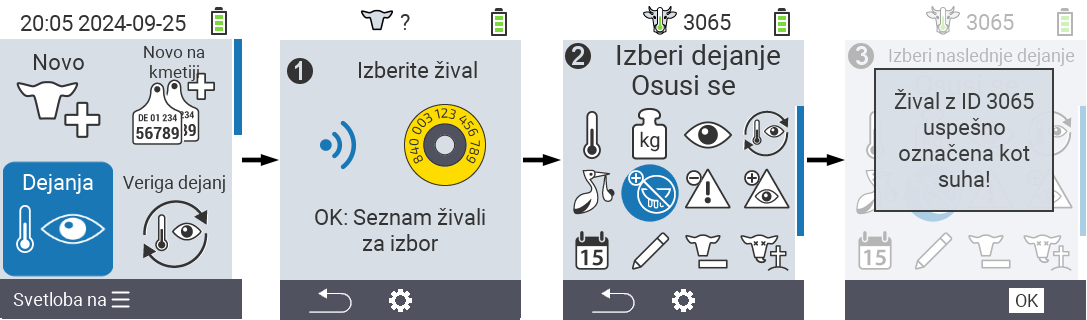 20:05 2024-09-25
Novo
Novo na
kmetiji
DE 01 234
56789
234
89
Dejanja
Veriga dejanj
Svetloba na
?
1
Izberite žival
840 003 123 456 789
OK: Seznam živali
za izbor
3065
2
Izberi dejanje
Osusi se
kg
15
3065
3
Izberi naslednje dejanje
Žival z ID 3065
uspešno
označena kot
suha!
15
OK